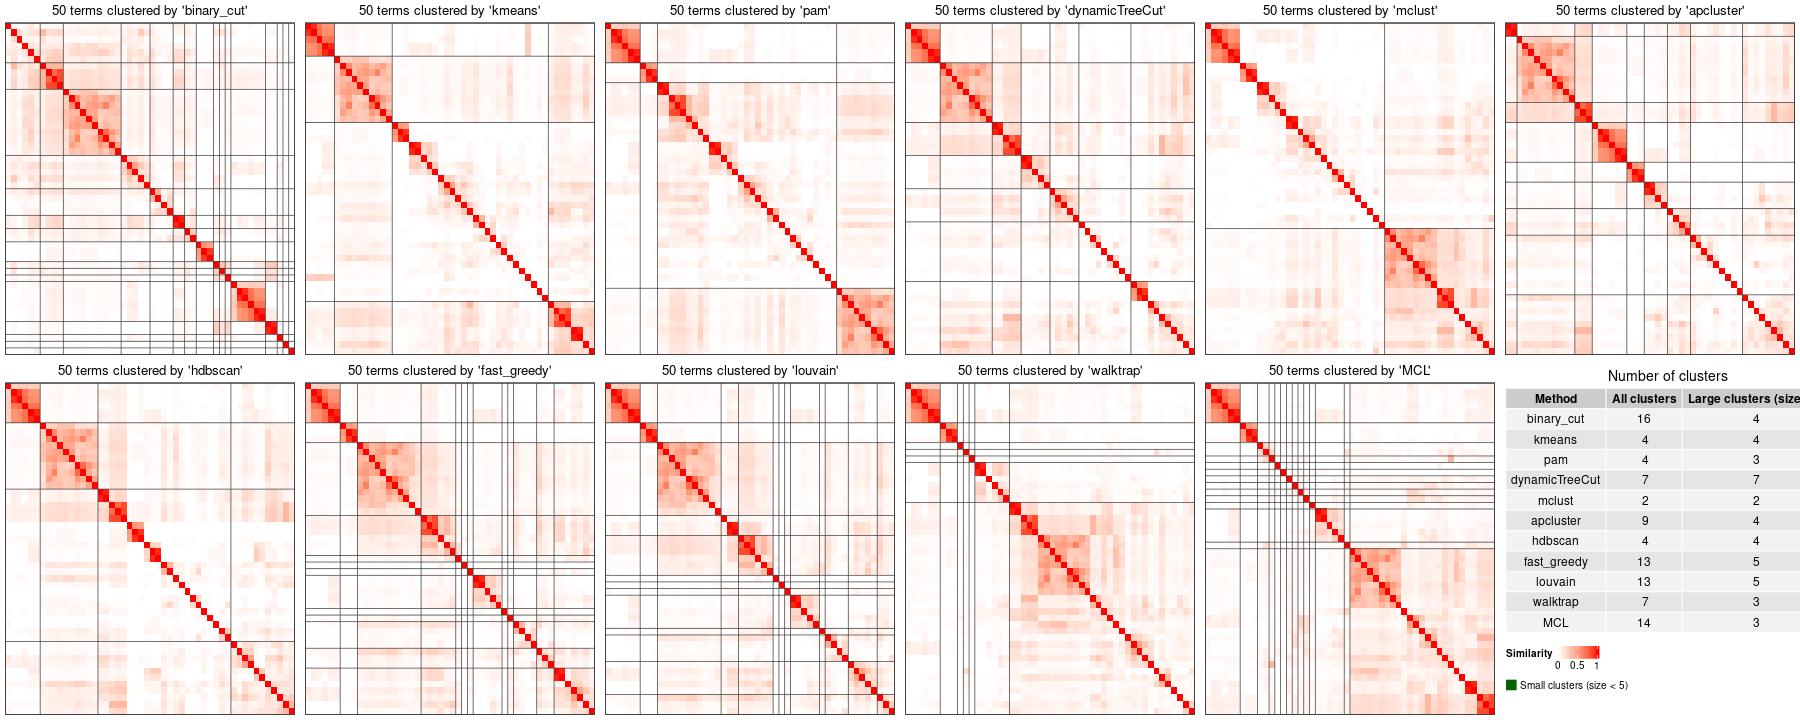 50 terms clustered by 'binary_cut'
50 terms clustered by 'kmeans'
50 terms clustered by 'pam'
50 terms clustered by 'dynamicTreeCut'
50 terms clustered by 'mclust'
50 terms clustered by 'apcluster'
50 terms clustered by 'hdbscan'
50 terms clustered by 'fast_greedy'
50 terms clustered by 'louvain'
50 terms clustered by 'walktrap'
50 terms clustered by 'MCL'
Number of clusters
Method All clusters Large clusters (size
binary_cut 16 4
kmeans 4 4
pam 4 3
dynamicTreeCut 7 7
mclust 2 2
apcluster 9 4
hdbscan 4 4
fast_greedy 13 5
louvain 13 5
walktrap 7 3
MCL 14 3
Similarity
0 0.5 1
Small clusters (size < 5)